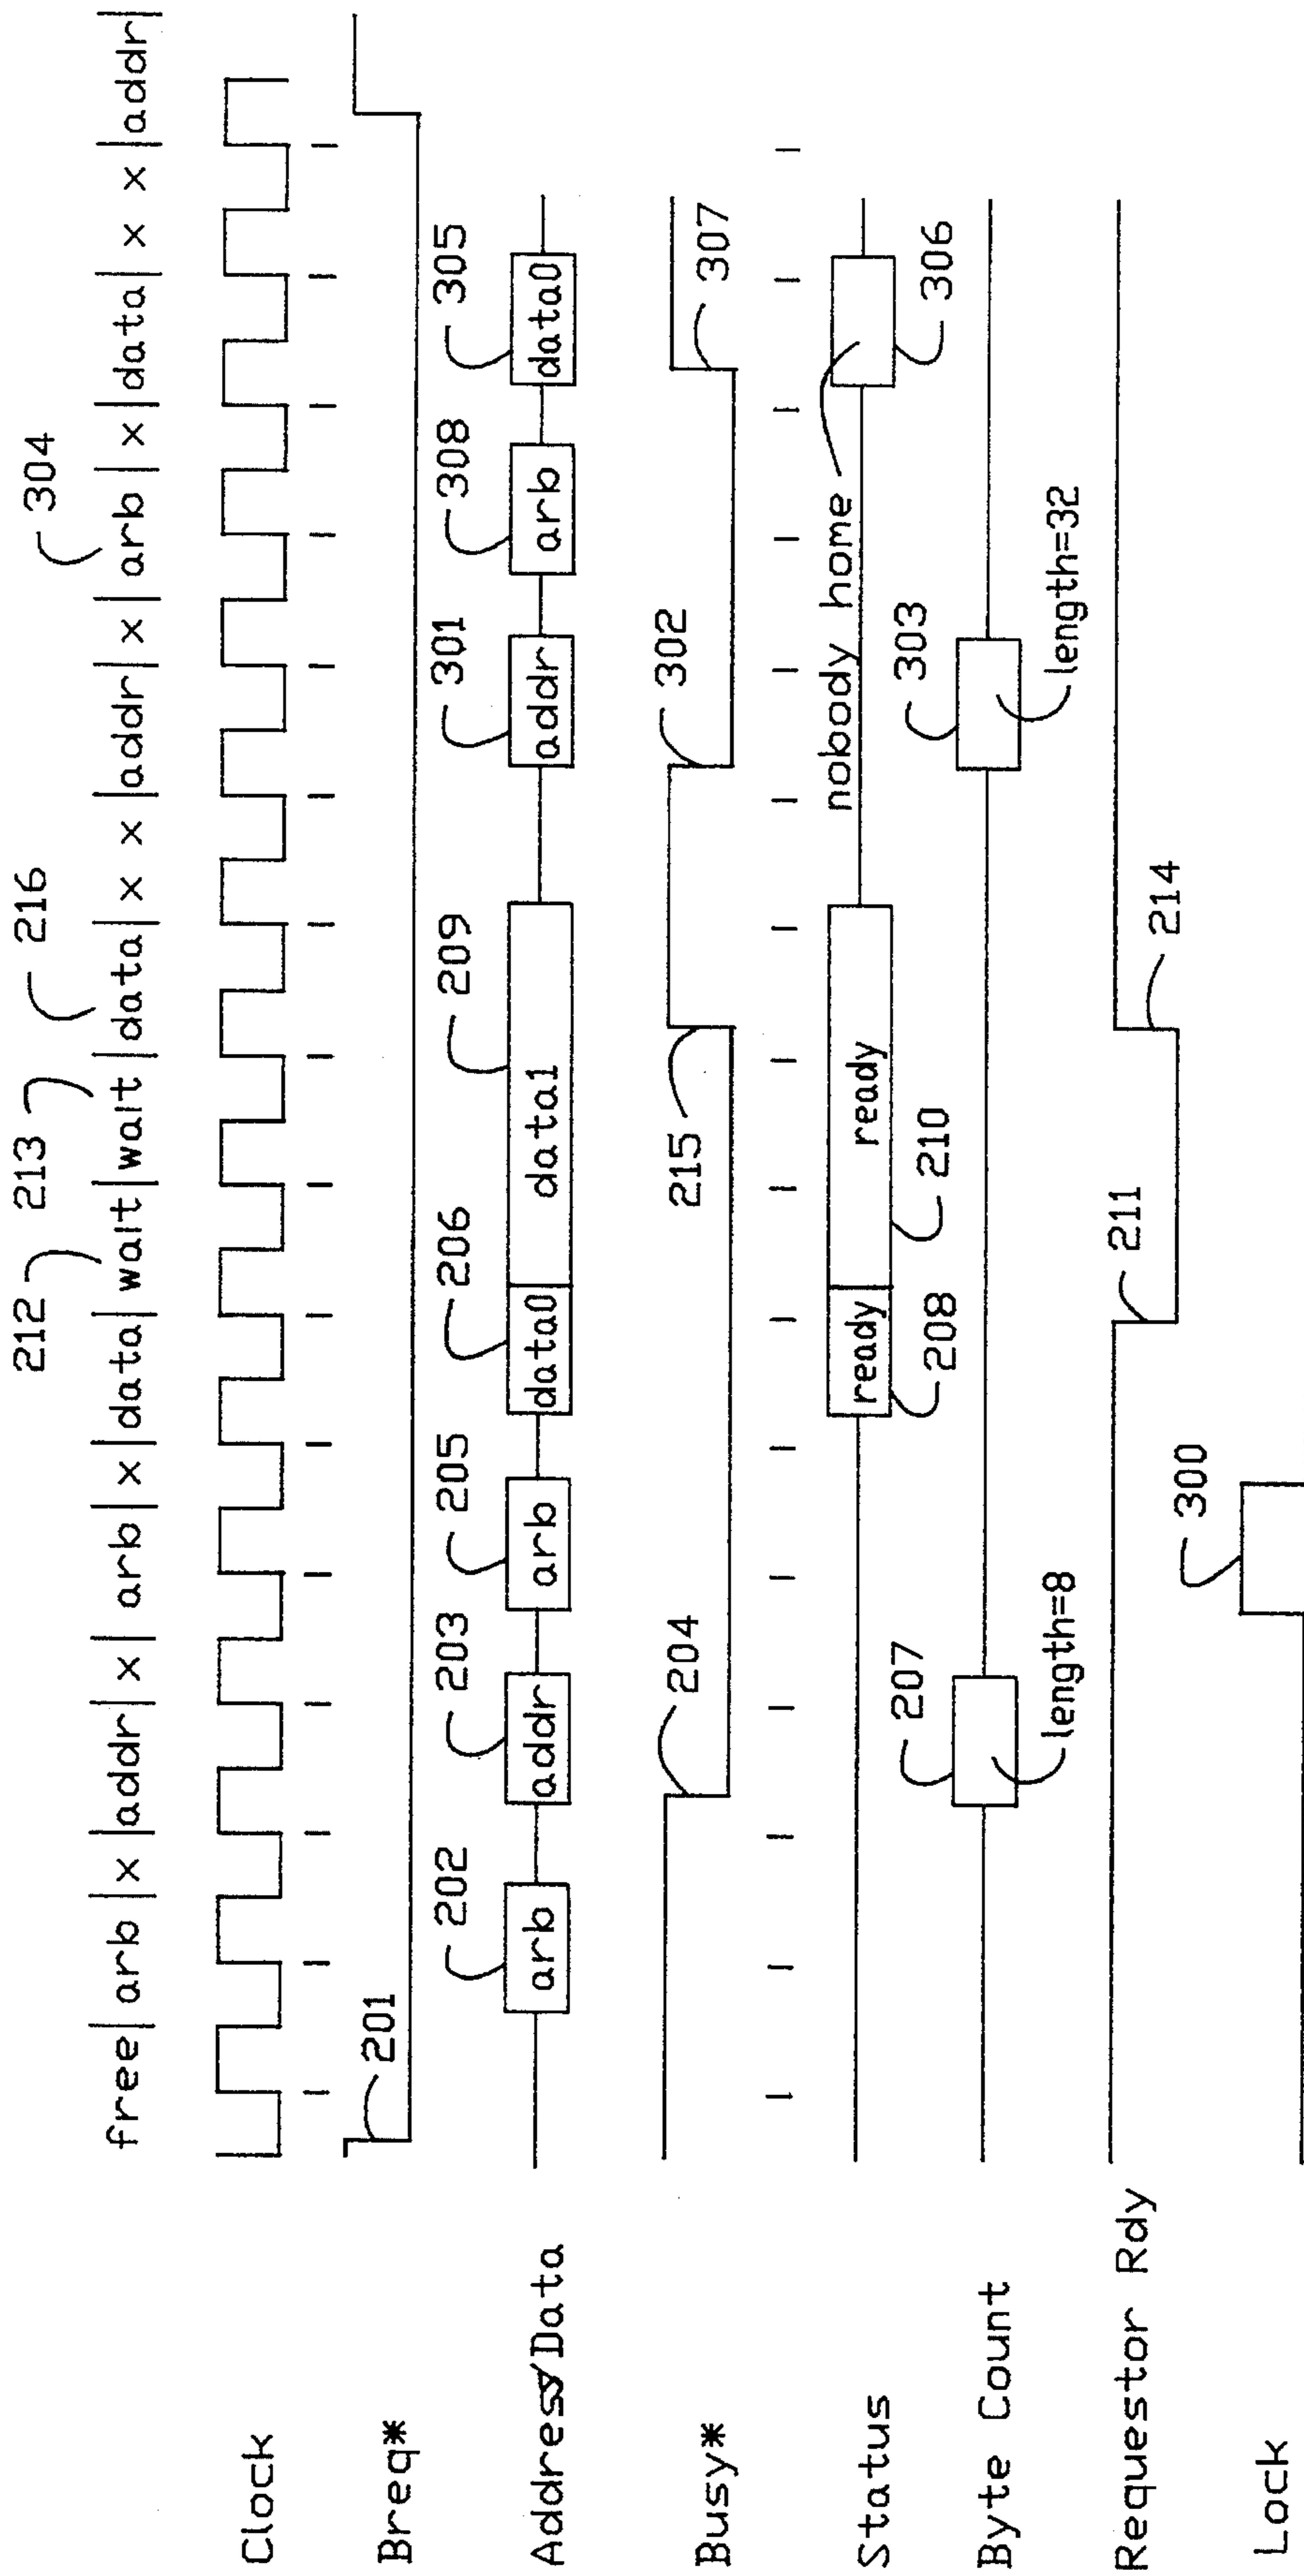 212 213 216 304
free| arb |x|addr|x| arb |x|data|wait|wait|data|x x|addr|x|arb|x|data|x x|addr|
Clock
Breq*
201
202 203 205 206 209 301 308 305
Address/Data
arb addr arb data0 data1 addr arb data0
Busy*
204 215 302 307
Status
ready ready nobody home
208 210 306
207 303
Byte Count
length=8 length=32
Requestor Rdy
211 214
300
Lock